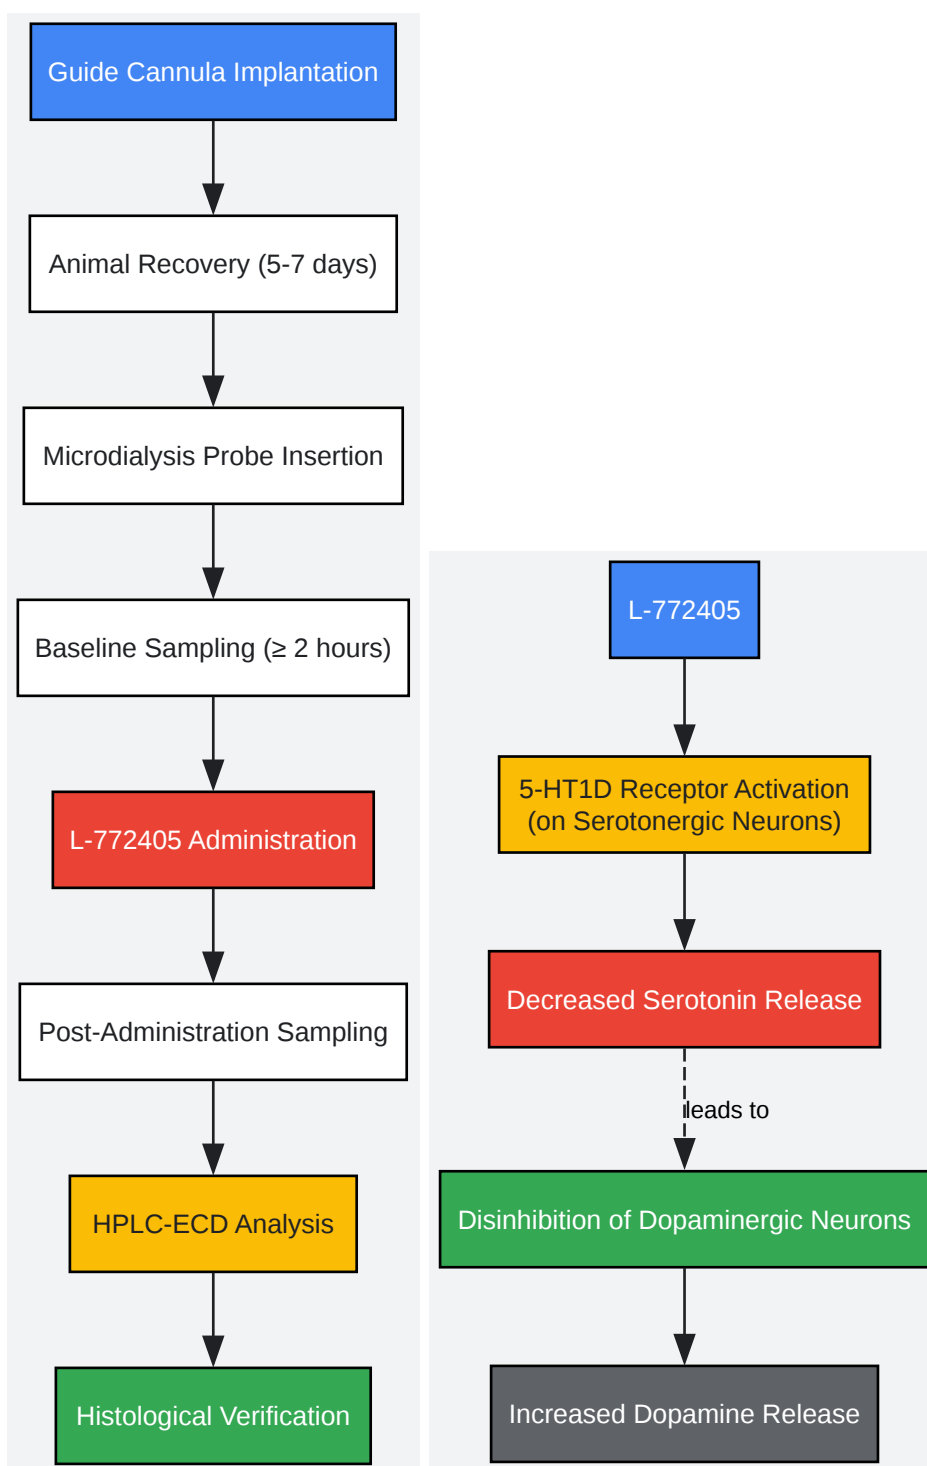 Guide Cannula Implantation
Animal Recovery (5-7 days)
Microdialysis Probe Insertion
Baseline Sampling (≥ 2 hours)
L-772405 Administration
Post-Administration Sampling
HPLC-ECD Analysis
Histological Verification
L-772405
5-HT1D Receptor Activation
(on Serotonergic Neurons)
Decreased Serotonin Release
leads to
Disinhibition of Dopaminergic Neurons
Increased Dopamine Release